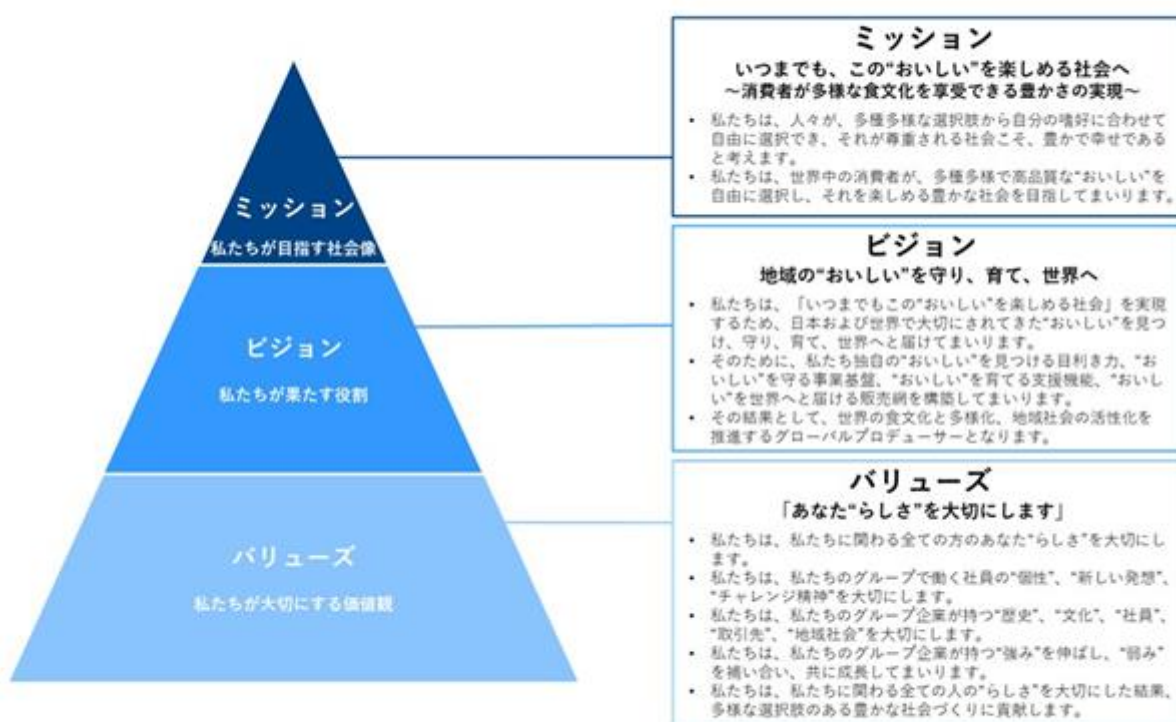 ミッション
私たちが目指す社会像
ビジョン
私たちが果たす役割
バリューズ
私たちが大切にする価値観
ミッション
いつまでも、この“おいしい”を楽しめる社会へ
～消費者が多様な食文化を享受できる豊かさの実現～
• 私たちは、人々が、多種多様な選択肢から自分の嗜好に合わせて
自由に選択でき、それが尊重される社会こそ、豊かで幸せである
と考えます。
• 私たちは、世界中の消費者が、多種多様で高品質な“おいしい”を
自由に選択し、それを楽しめる豊かな社会を目指してまいります。
ビジョン
地域の“おいしい”を守り、育て、世界へ
• 私たちは、「いつまでもこの“おいしい”を楽しめる社会」を実現
するため、日本および世界で大切にされてきた“おいしい”を見つ
け、守り、育て、世界へと届けてまいります。
• そのために、私たち独自の“おいしい”を見つける目利き力、“お
いしい”を守る事業基盤、“おいしい”を育てる支援機能、“おいし
い”を世界へと届ける販売網を構築してまいります。
• その結果として、世界の食文化と多様化、地域社会の活性化を
推進するグローバルプロデューサーとなります。
バリューズ
「あなた“らしさ”を大切にします」
• 私たちは、私たちに関わる全ての方のあなた“らしさ”を大切にし
ます。
• 私たちは、私たちのグループで働く社員の“個性”、“新しい発想”、
“チャレンジ精神”を大切にします。
• 私たちは、私たちのグループ企業が持つ“歴史”、“文化”、“社員”、
“取引先”、“地域社会”を大切にします。
• 私たちは、私たちのグループ企業が持つ“強み”を伸ばし、“弱み”
を補い合い、共に成長してまいります。
• 私たちは、私たちに関わる全ての人の“らしさ”を大切にした結果、
多様な選択肢のある豊かな社会づくりに貢献します。